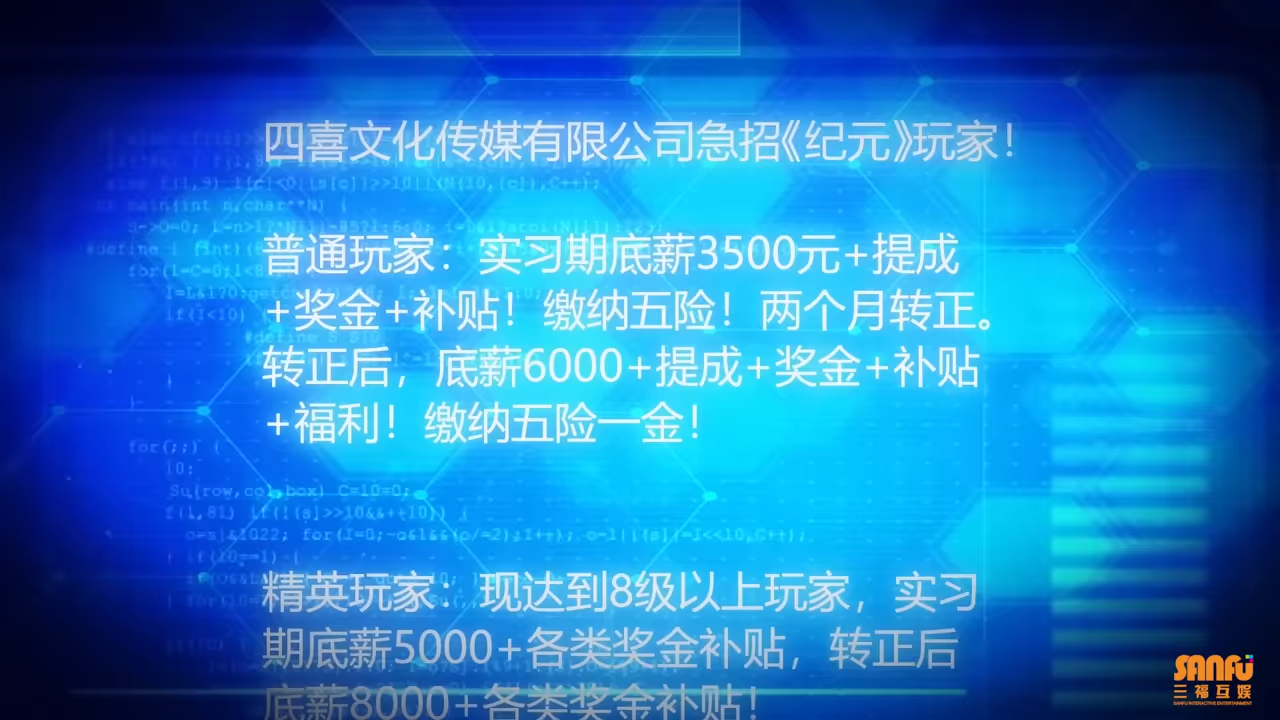 四喜文化传媒有限公司急招《纪元》玩家！
普通玩家：实习期底薪3500元+提成
+奖金+补贴！缴纳五险！两个月转正。
转正后，底薪6000+提成+奖金+补贴
+福利！缴纳五险一金！
精英玩家：现达到8级以上玩家，实习
期底薪5000+各类奖金补贴，转正后
底薪8000+各类奖金补贴！
SANFU
三福互娱
SANFU INTERACTIVE ENTERTAINMENT